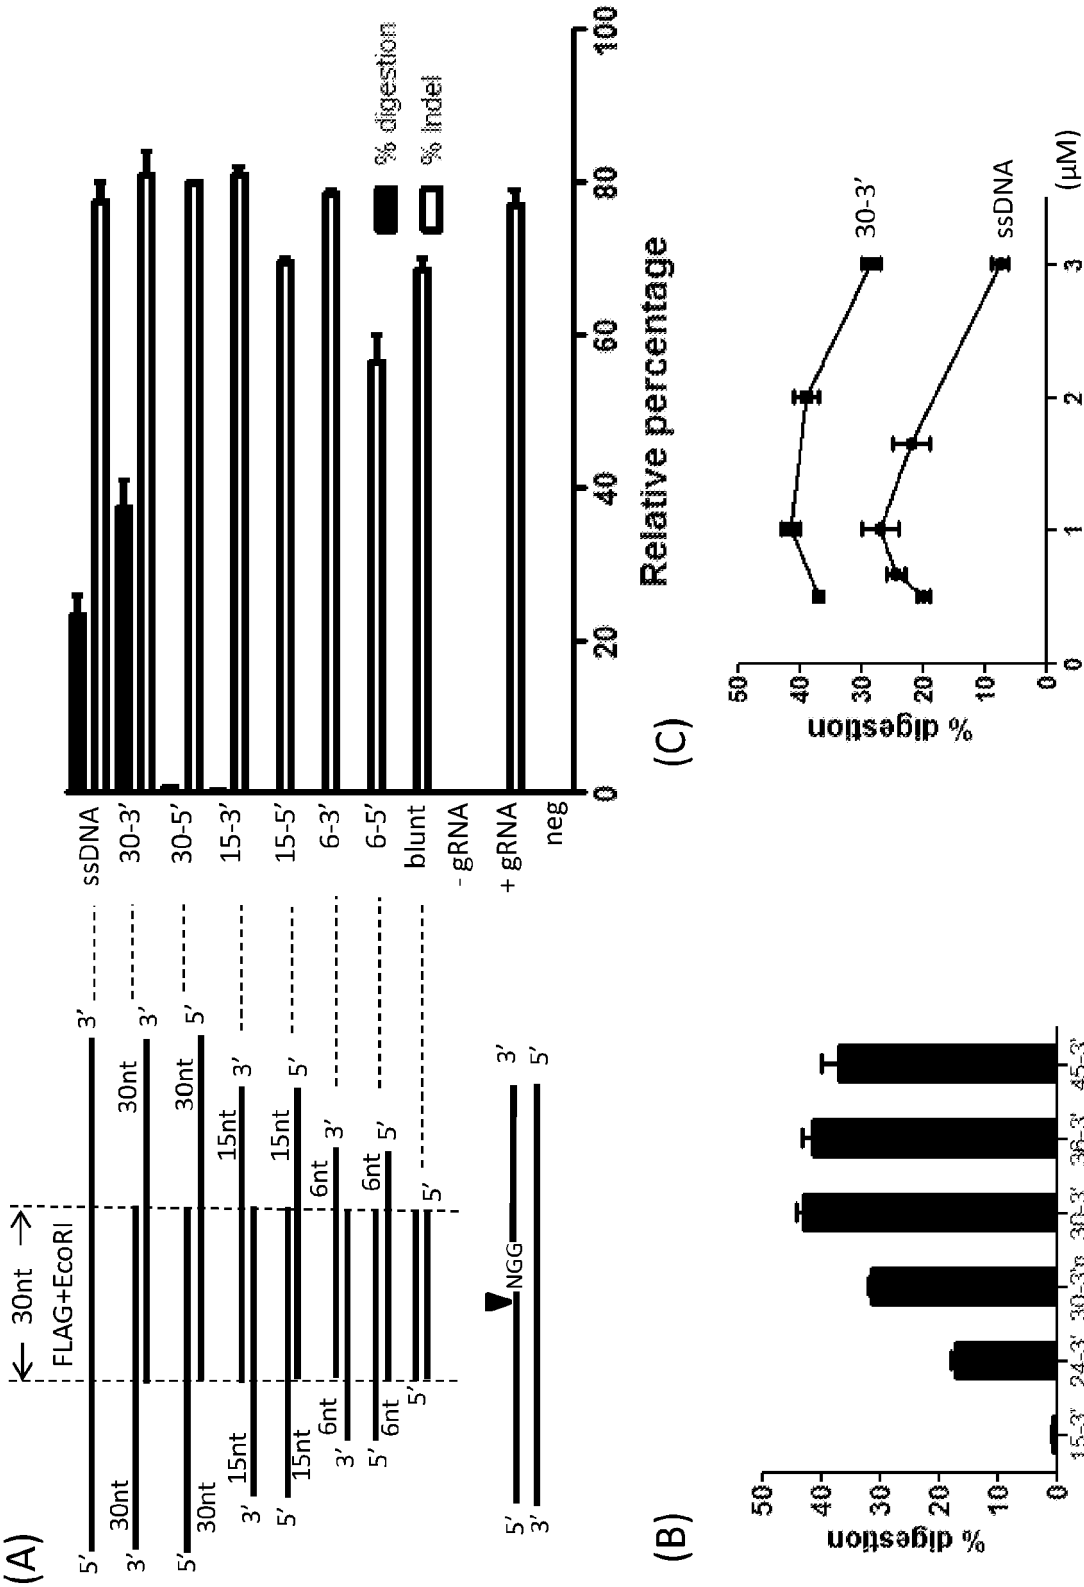 (A)
← 30nt →
FLAG+EcoRI
5' 3' ssDNA
30nt 30nt
3' 3' 30-3'
5' 5' 30-5'
30nt 30nt
15nt 15nt
3' 3' 15-3'
5' 5' 15-5'
15nt 15nt
6nt 6nt
3' 3' 6-3'
5' 5' 6-5'
6nt 6nt
5' 5' blunt
- gRNA
5' NGG 3' + gRNA
3' 5'
neg
0 20 40 60 80 100
Relative percentage
% digestion
% Indel
(B)
% digestion
50
40
30
20
10
0
15-3' 24-3' 30-3' 36-3' 45-3'
(C)
% digestion
50
40
30
20
10
0
30-3'
ssDNA
0 1 2 3 (μM)